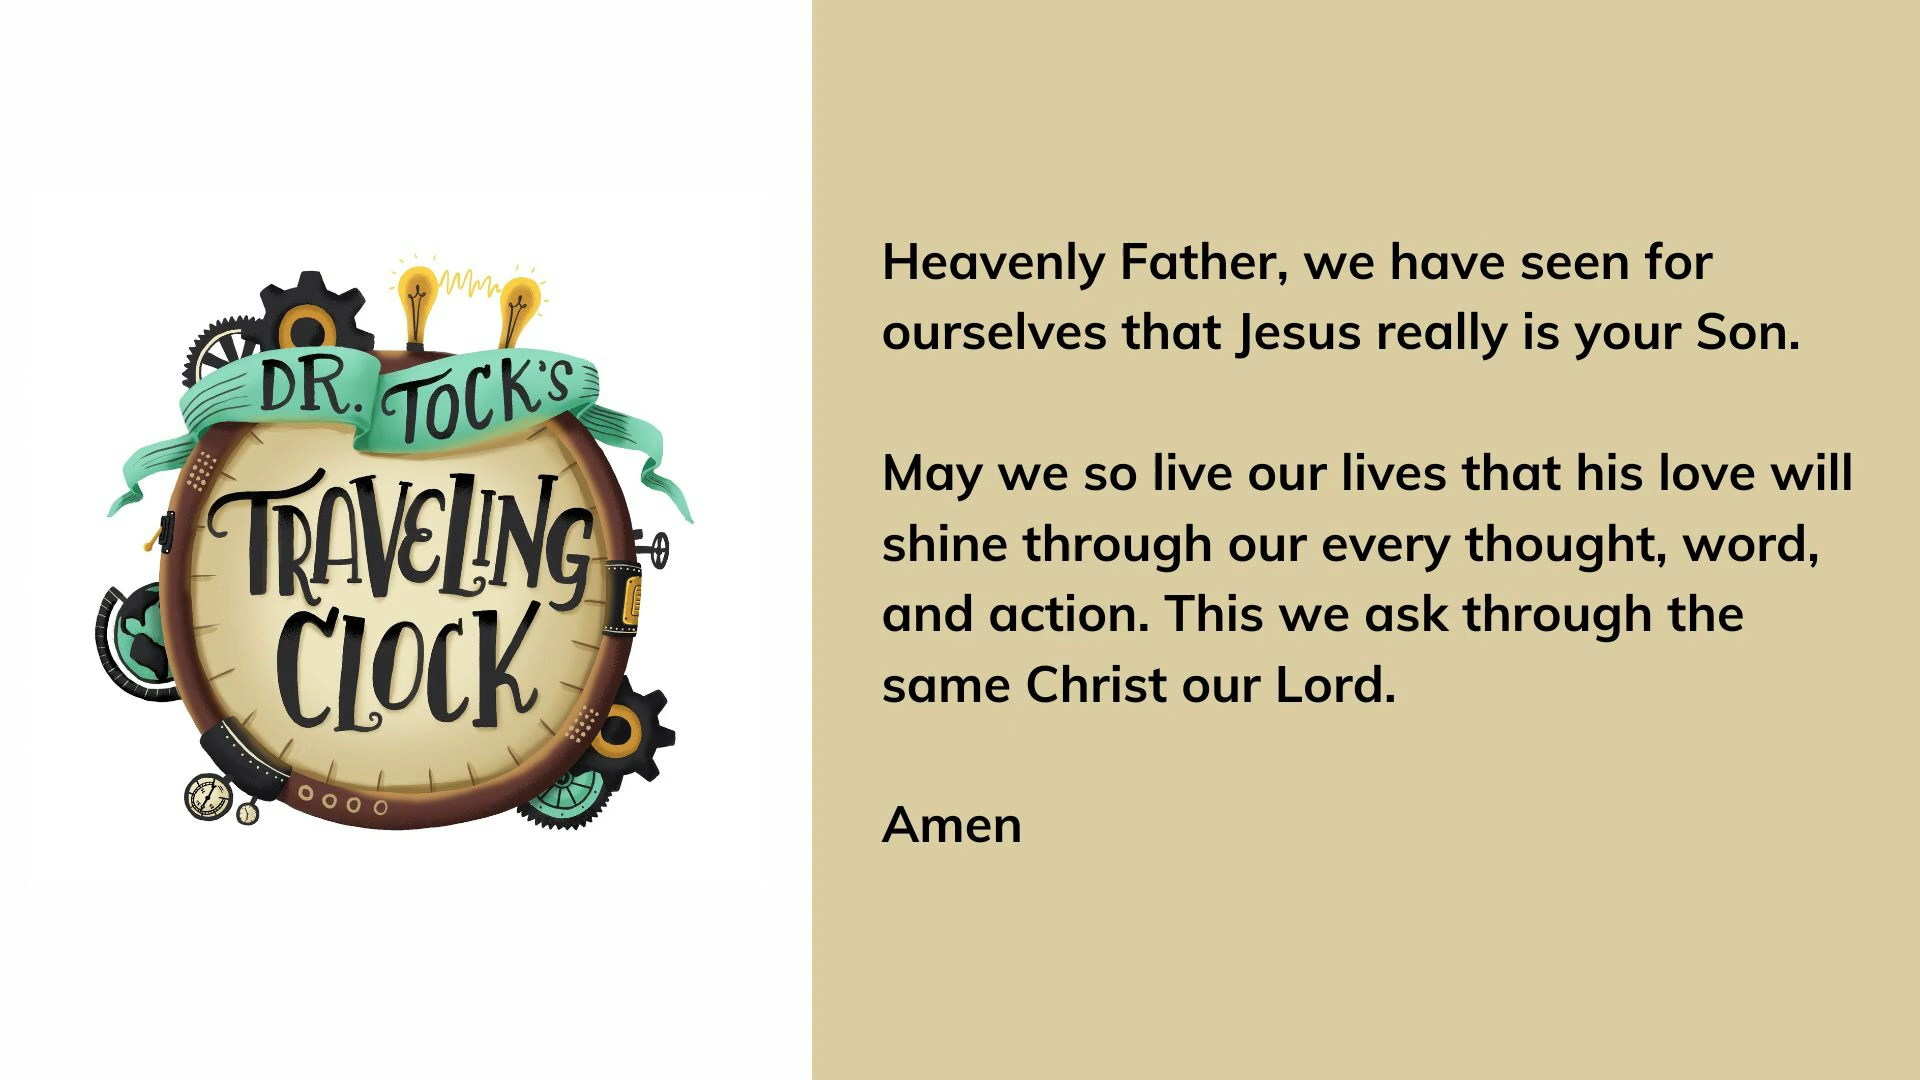 DR. TOCK'S
TRAVELING
CLOCK
Heavenly Father, we have seen for
ourselves that Jesus really is your Son.
May we so live our lives that his love will
shine through our every thought, word,
and action. This we ask through the
same Christ our Lord.
Amen